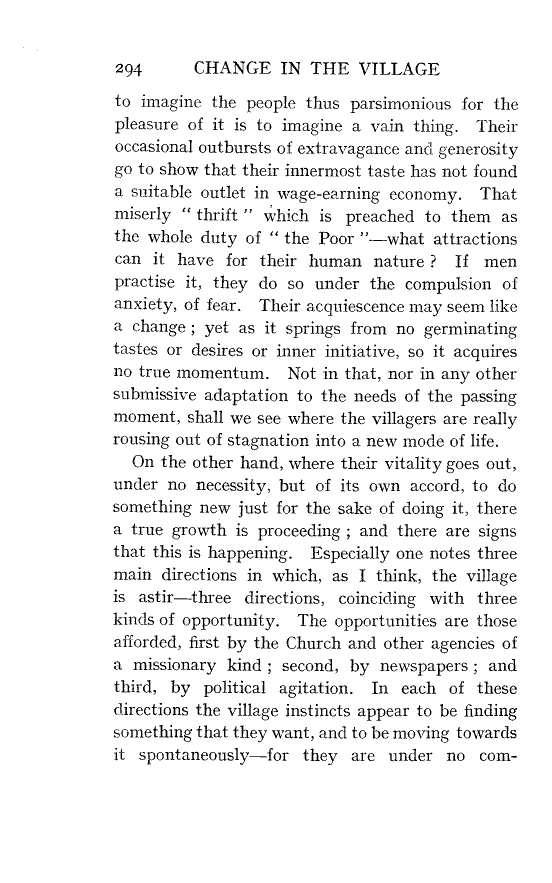 294 CHANGE IN THE VILLAGE
to imagine the people thus parsimonious for the
pleasure of it is to imagine a vain thing. Their
occasional outbursts of extravagance and generosity
go to show that their innermost taste has not found
a suitable outlet in wage-earning economy. That
miserly “ thrift ” which is preached to them as
the whole duty of “ the Poor ”—what attractions
can it have for their human nature ? If men
practise it, they do so under the compulsion of
anxiety, of fear. Their acquiescence may seem like
a change ; yet as it springs from no germinating
tastes or desires or inner initiative, so it acquires
no true momentum. Not in that, nor in any other
submissive adaptation to the needs of the passing
moment, shall we see where the villagers are really
rousing out of stagnation into a new mode of life.
On the other hand, where their vitality goes out,
under no necessity, but of its own accord, to do
something new just for the sake of doing it, there
a true growth is proceeding ; and there are signs
that this is happening. Especially one notes three
main directions in which, as I think, the village
is astir—three directions, coinciding with three
kinds of opportunity. The opportunities are those
afforded, first by the Church and other agencies of
a missionary kind ; second, by newspapers ; and
third, by political agitation. In each of these
directions the village instincts appear to be finding
something that they want, and to be moving towards
it spontaneously—for they are under no com-